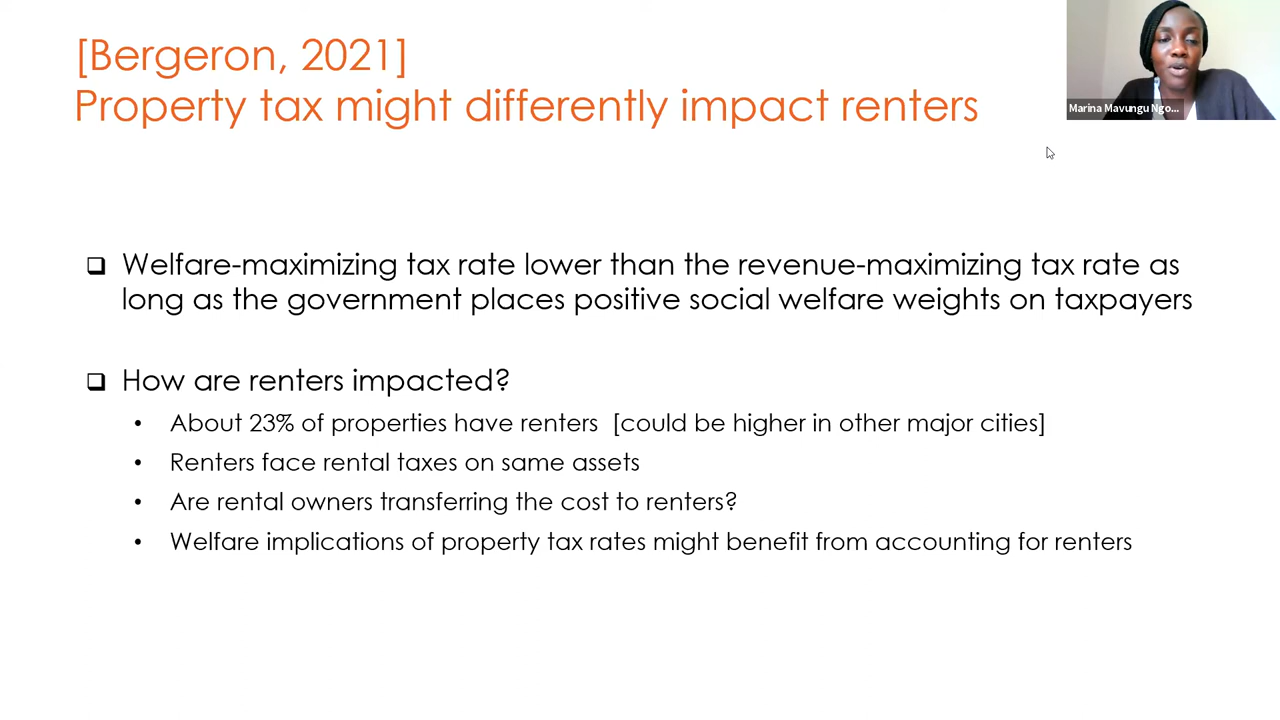 [Bergeron, 2021]
Property tax might differently impact renters
Marina Mavungu Ngo...
Welfare-maximizing tax rate lower than the revenue-maximizing tax rate as
long as the government places positive social welfare weights on taxpayers
How are renters impacted?
• About 23% of properties have renters [could be higher in other major cities]
• Renters face rental taxes on same assets
• Are rental owners transferring the cost to renters?
• Welfare implications of property tax rates might benefit from accounting for renters